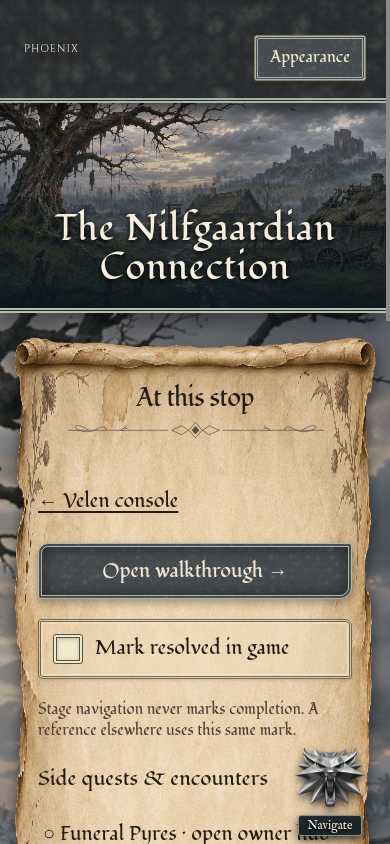 PHOENIX
Appearance
The Nilfgaardian
Connection
At this stop
← Velen console
Open walkthrough →
Mark resolved in game
Stage navigation never marks completion. A
reference elsewhere uses this same mark.
Side quests & encounters
Funeral Pyres · open owner
Navigate